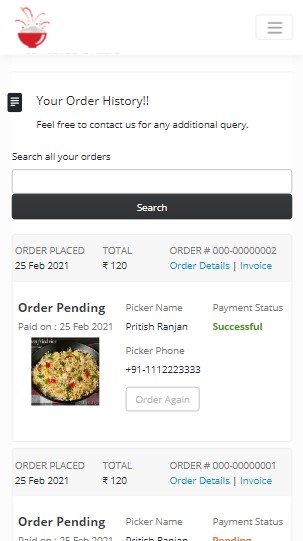 Your Order History!!
Feel free to contact us for any additional query.
Search all your orders
Search
ORDER PLACED TOTAL ORDER # 000-00000002
25 Feb 2021 ₹ 120 Order Details | Invoice
Order Pending Picker Name Payment Status
Paid on : 25 Feb 2021 Pritish Ranjan Successful
fried rice
Picker Phone
+91-1112223333
Order Again
ORDER PLACED TOTAL ORDER # 000-00000001
25 Feb 2021 ₹ 120 Order Details | Invoice
Order Pending Picker Name Payment Status
Paid on : 25 Feb 2021 Pritish Ranjan Pending